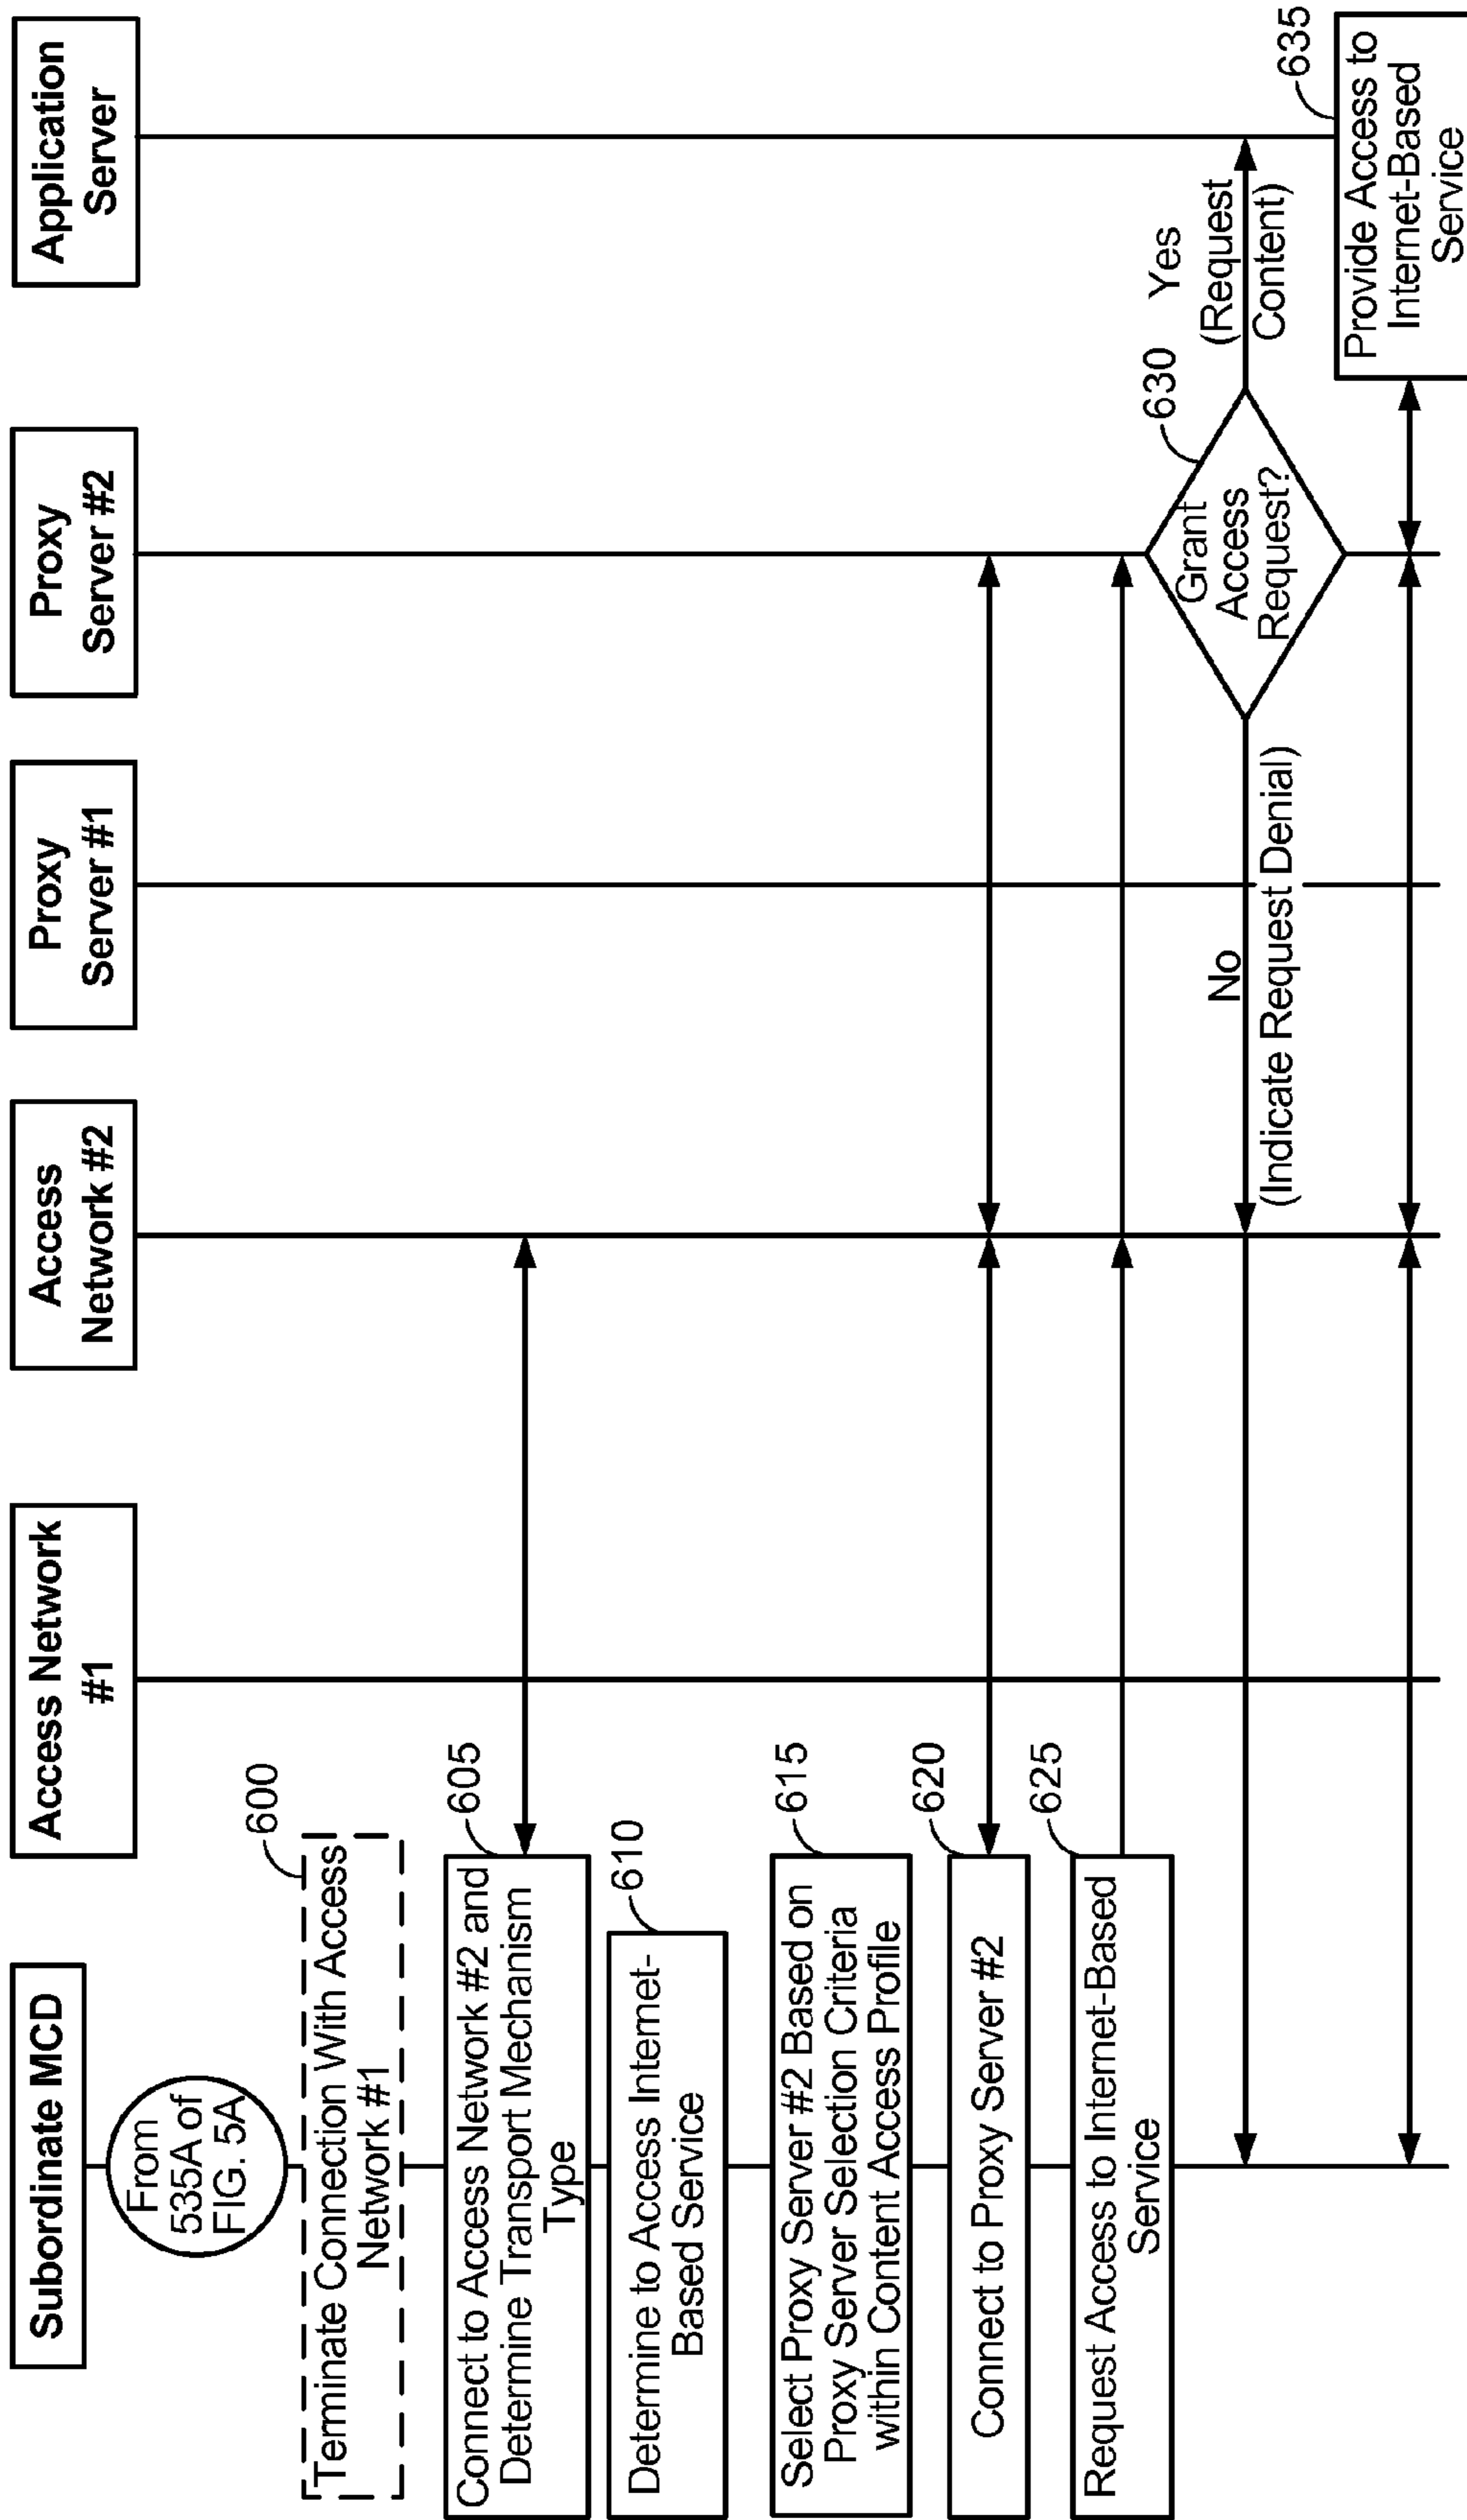 Subordinate MCD
Access Network
#1
Access
Network #2
Proxy
Server #1
Proxy
Server #2
Application
Server
From
535A of
FIG. 5A
600
Terminate Connection With Access
Network #1
605
Connect to Access Network #2 and
Determine Transport Mechanism
Type
610
Determine to Access Internet-
Based Service
615
Select Proxy Server #2 Based on
Proxy Server Selection Criteria
within Content Access Profile
620
Connect to Proxy Server #2
625
Request Access to Internet-Based
Service
630
Grant
Access
Request?
Yes
(Request
Content)
No
(Indicate Request Denial)
635
Provide Access to
Internet-Based
Service